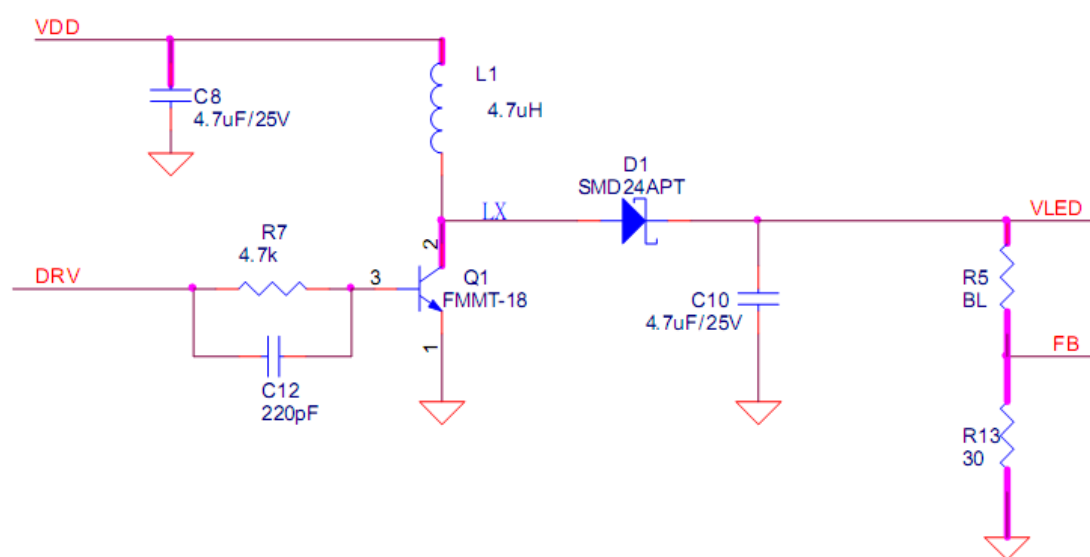 VDD
C8
4.7uF/25V
L1
4.7uH
D1
SMD24APT
LX
VLED
R7
4.7k
2
DRV
3
Q1
FMMT-18
1
C12
220pF
C10
4.7uF/25V
R5
BL
FB
R13
30